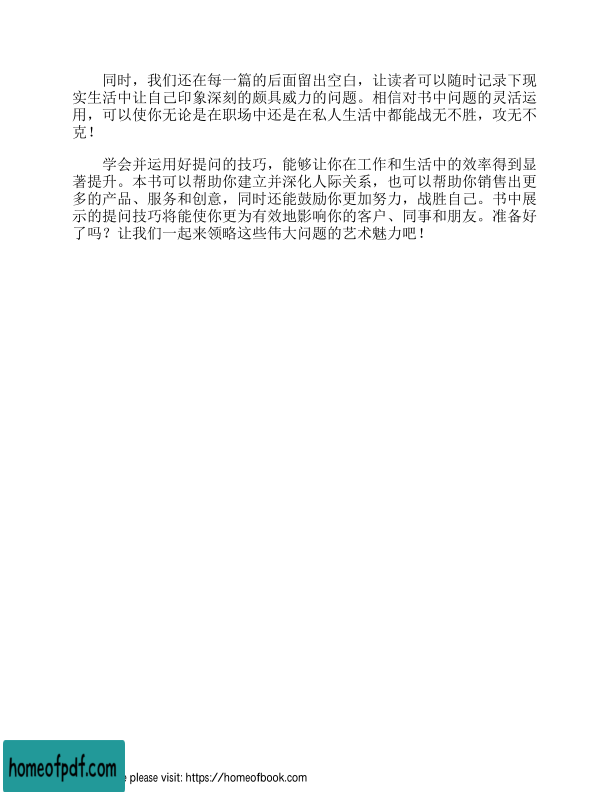 同时，我们还在每一篇的后面留出空白，让读者可以随时记录下现
实生活中让自己印象深刻的颇具威力的问题。相信对书中问题的灵活运
用，可以使你无论是在职场中还是在私人生活中都能战无不胜，攻无不
克！
学会并运用好提问的技巧，能够让你在工作和生活中的效率得到显
著提升。本书可以帮助你建立并深化人际关系，也可以帮助你销售出更
多的产品、服务和创意，同时还能鼓励你更加努力，战胜自己。书中展
示的提问技巧将能使你更为有效地影响你的客户、同事和朋友。准备好
了吗？让我们一起来领略这些伟大问题的艺术魅力吧！
homeofpdf.com
please visit: https://homeofbook.com